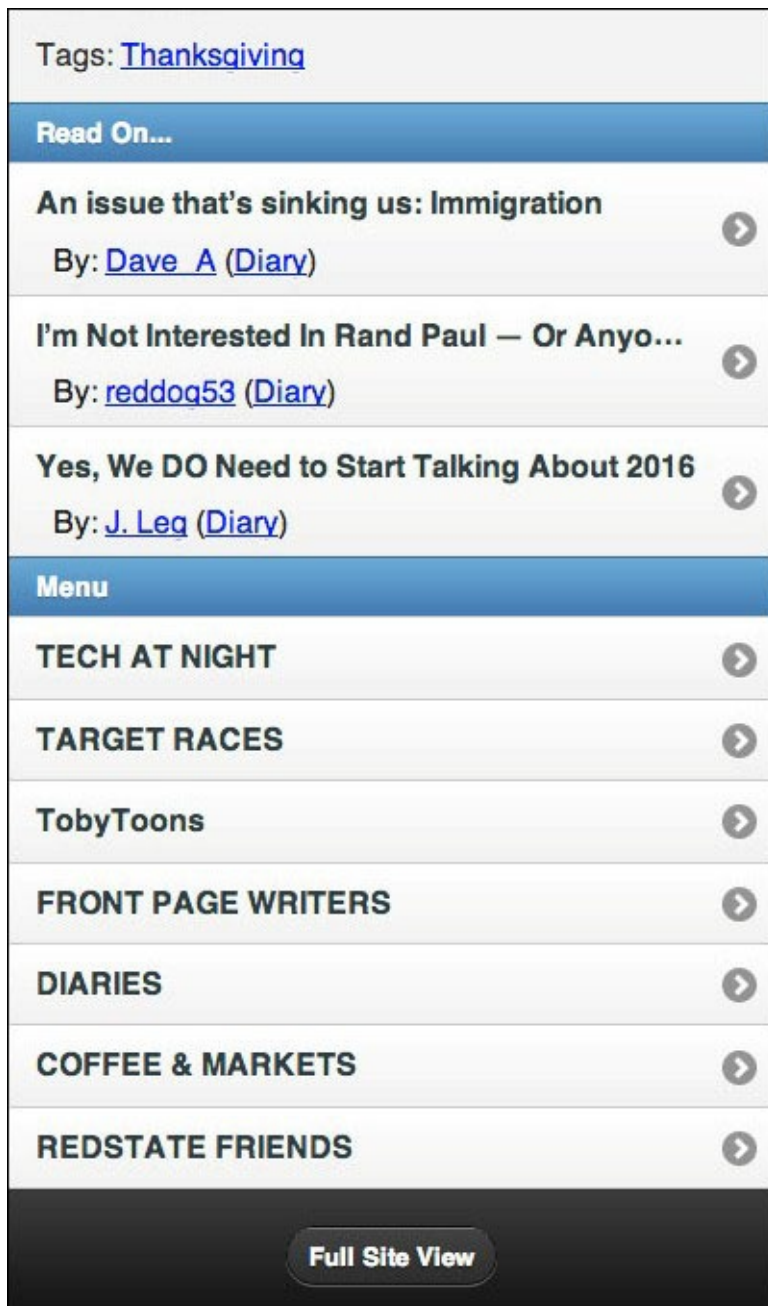 Tags: Thanksgiving
Read On...
An issue that’s sinking us: Immigration
By: Dave_A (Diary)
I’m Not Interested In Rand Paul — Or Anyo...
By: reddog53 (Diary)
Yes, We DO Need to Start Talking About 2016
By: J. Leg (Diary)
Menu
TECH AT NIGHT
TARGET RACES
TobyToons
FRONT PAGE WRITERS
DIARIES
COFFEE & MARKETS
REDSTATE FRIENDS
Full Site View